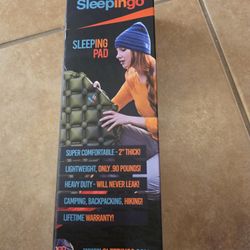 Sleepingo
SLEEPING
PAD
SUPER COMFORTABLE - 2" THICK!
LIGHTWEIGHT, ONLY .90 POUNDS!
HEAVY DUTY - WILL NEVER LEAK!
CAMPING, BACKPACKING, HIKING!
LIFETIME WARRANTY!